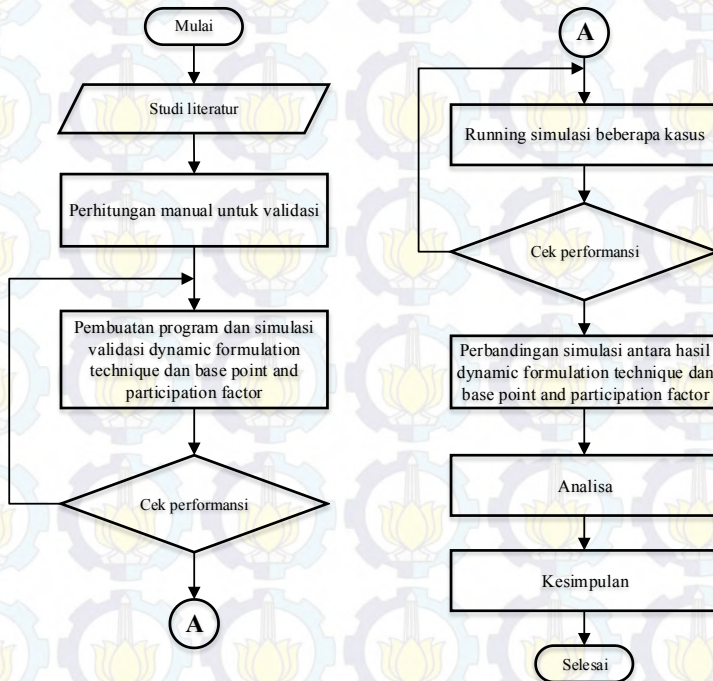 Mulai
Studi literatur
Perhitungan manual untuk validasi
Pembuatan program dan simulasi
validasi dynamic formulation
technique dan base point and
participation factor
Cek performansi
A
A
Running simulasi beberapa kasus
Cek performansi
Perbandingan simulasi antara hasil
dynamic formulation technique dan
base point and participation factor
Analisa
Kesimpulan
Selesai